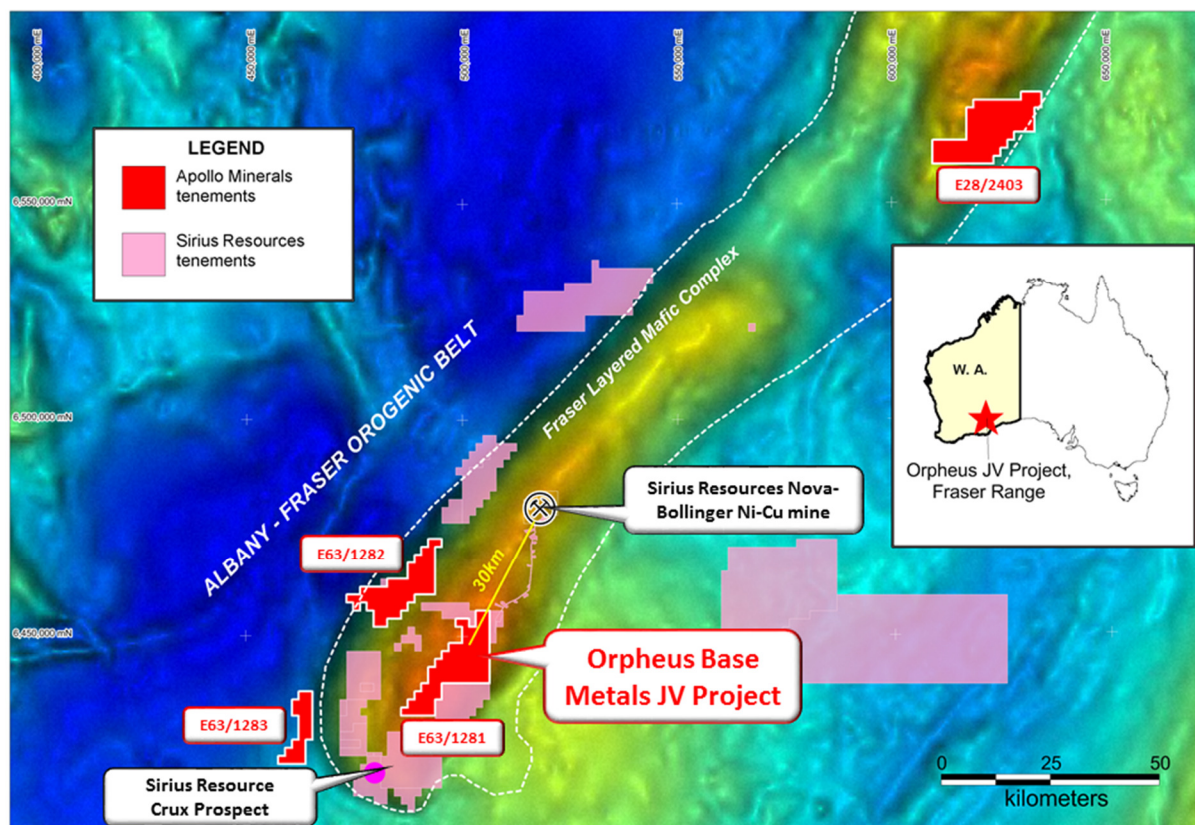 400,000 mE
450,000 mE
500,000 mE
550,000 mE
600,000 mE
650,000 mE
LEGEND
Apollo Minerals
tenements
Sirius Resources
tenements
6,550,000 mN
6,500,000 mN
6,450,000 mN
E28/2403
ALBANY - FRASER OROGENIC BELT
Fraser Layered Mafic Complex
W. A.
Orpheus JV Project,
Fraser Range
Sirius Resources Nova-
Bollinger Ni-Cu mine
30km
E63/1282
Orpheus Base
Metals JV Project
E63/1283
E63/1281
Sirius Resource
Crux Prospect
0 25 50
kilometers